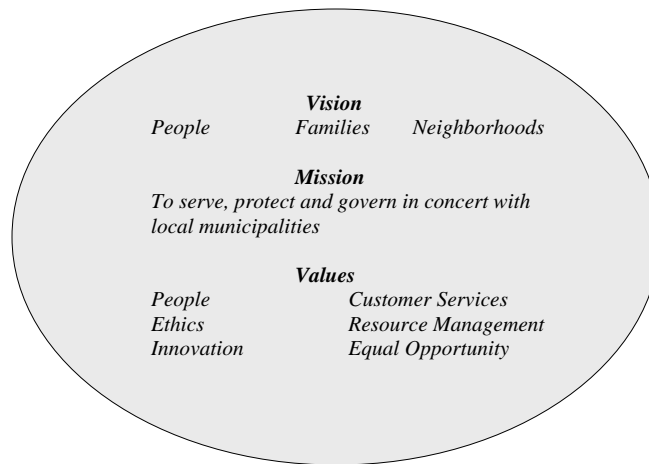 Vision
People Families Neighborhoods
Mission
To serve, protect and govern in concert with
local municipalities
Values
People Customer Services
Ethics Resource Management
Innovation Equal Opportunity